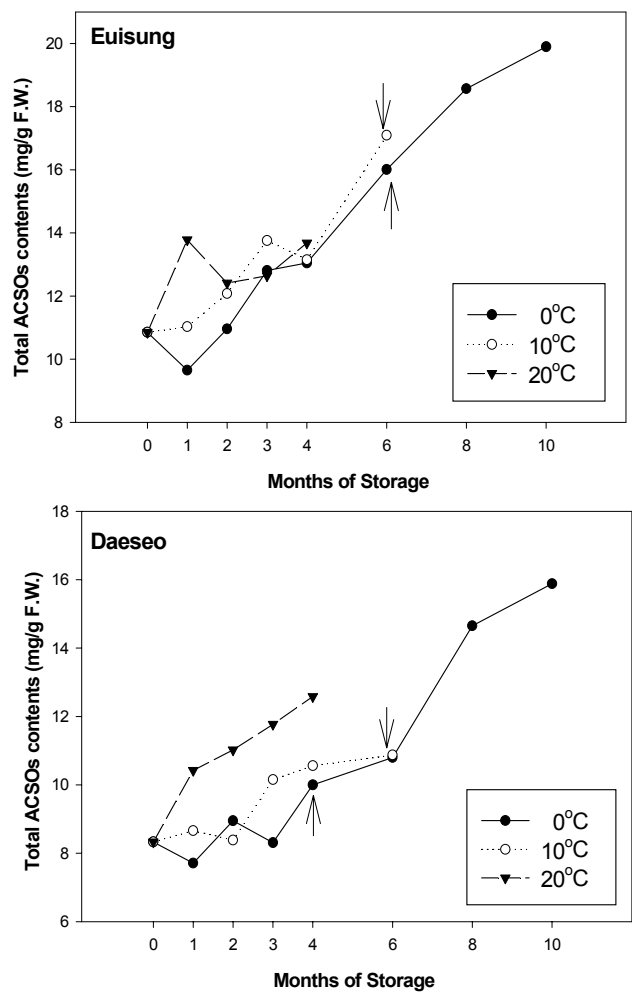 Euisung
Total ACSOs contents (mg/g F.W.)
20
18
16
14
12
10
8
0°C
10°C
20°C
0 1 2 3 4 6 8 10
Months of Storage
Daeseo
Total ACSOs contents (mg/g F.W.)
18
16
14
12
10
8
6
0°C
10°C
20°C
0 1 2 3 4 6 8 10
Months of Storage